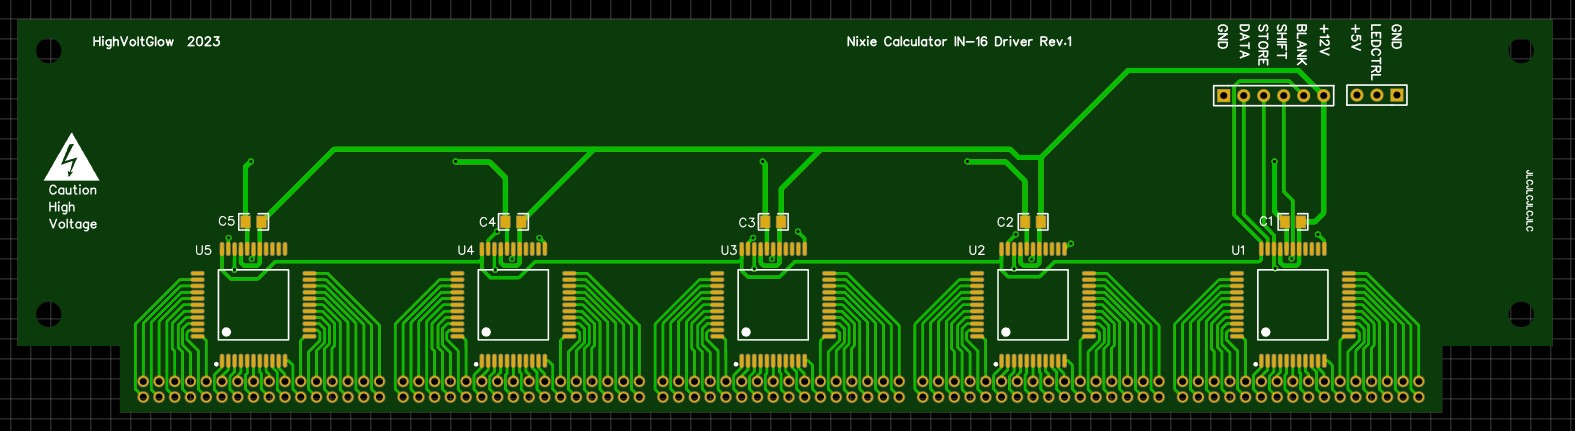 HighVoltGlow 2023
Nixie Calculator IN-16 Driver Rev.1
GND
DATA
STORE
SHIFT
BLANK
+12V
+5V
LEDCTRL
GND
Caution
High
Voltage
JLCJLCJLCJLC
C5
C4
C3
C2
C1
U5
U4
U3
U2
U1